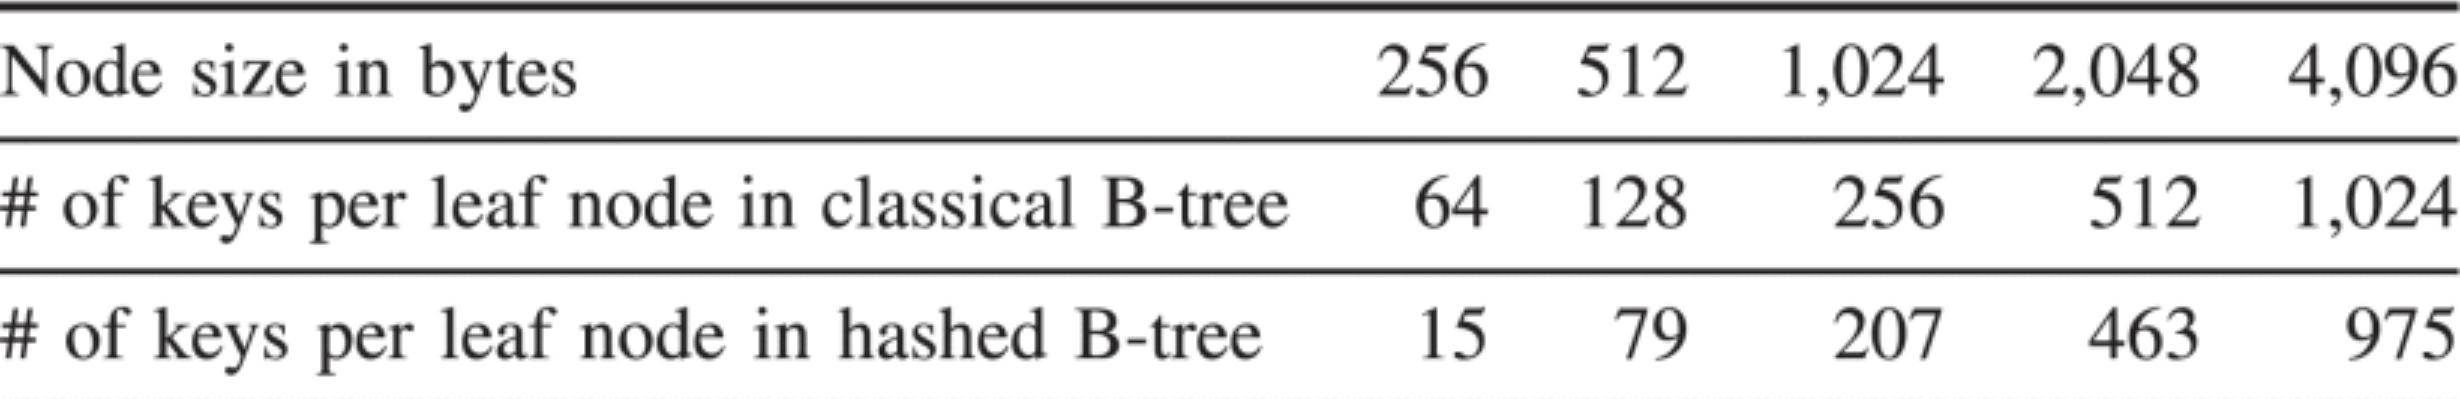 Node size in bytes 256 512 1,024 2,048 4,096
# of keys per leaf node in classical B-tree 64 128 256 512 1,024
# of keys per leaf node in hashed B-tree 15 79 207 463 975